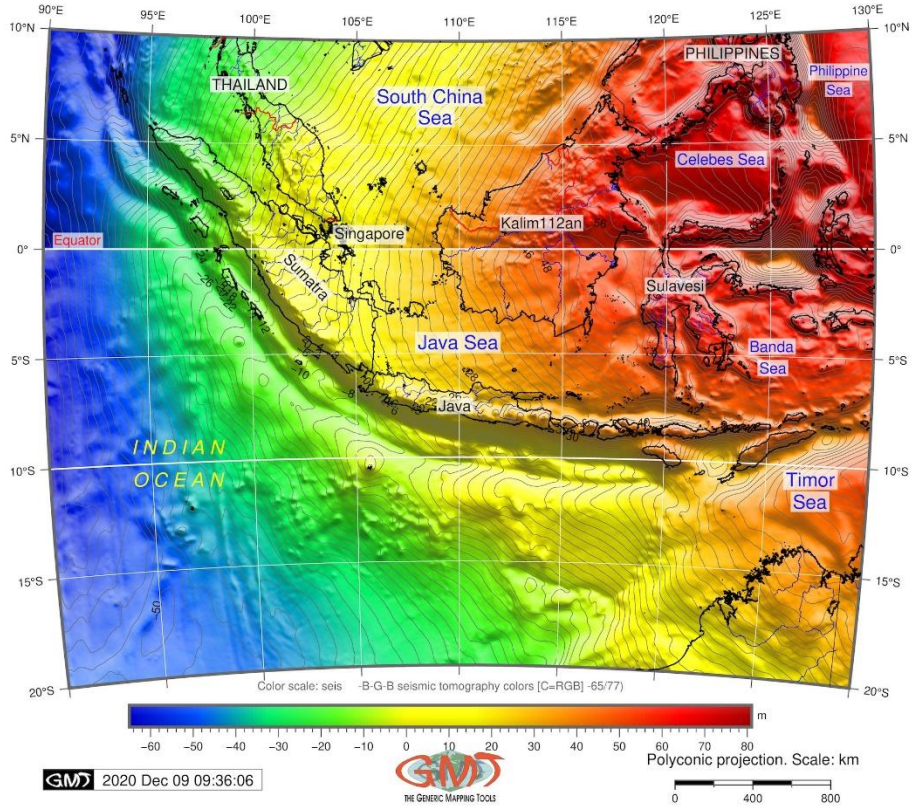 90°E 95°E 100°E 105°E 110°E 115°E 120°E 125°E 130°E
10°N 10°N
THAILAND
PHILIPPINES
Philippine
Sea
South China
Sea
5°N 5°N
Celebes Sea
Kalim112an
Singapore
Equator
0° 0°
Sumatra
Sulavesi
Java Sea
Banda
Sea
5°S 5°S
Java
INDIAN
OCEAN
10°S 10°S
Timor
Sea
15°S 15°S
-50
20°S 20°S
Color scale: seis -B-G-B seismic tomography colors [C=RGB] -65/77)
m
−60 −50 −40 −30 −20 −10 0 10 20 30 40 50 60 70 80
GMT 2020 Dec 09 09:36:06
GMT
THE GENERIC MAPPING TOOLS
Polyconic projection. Scale: km
0 400 800